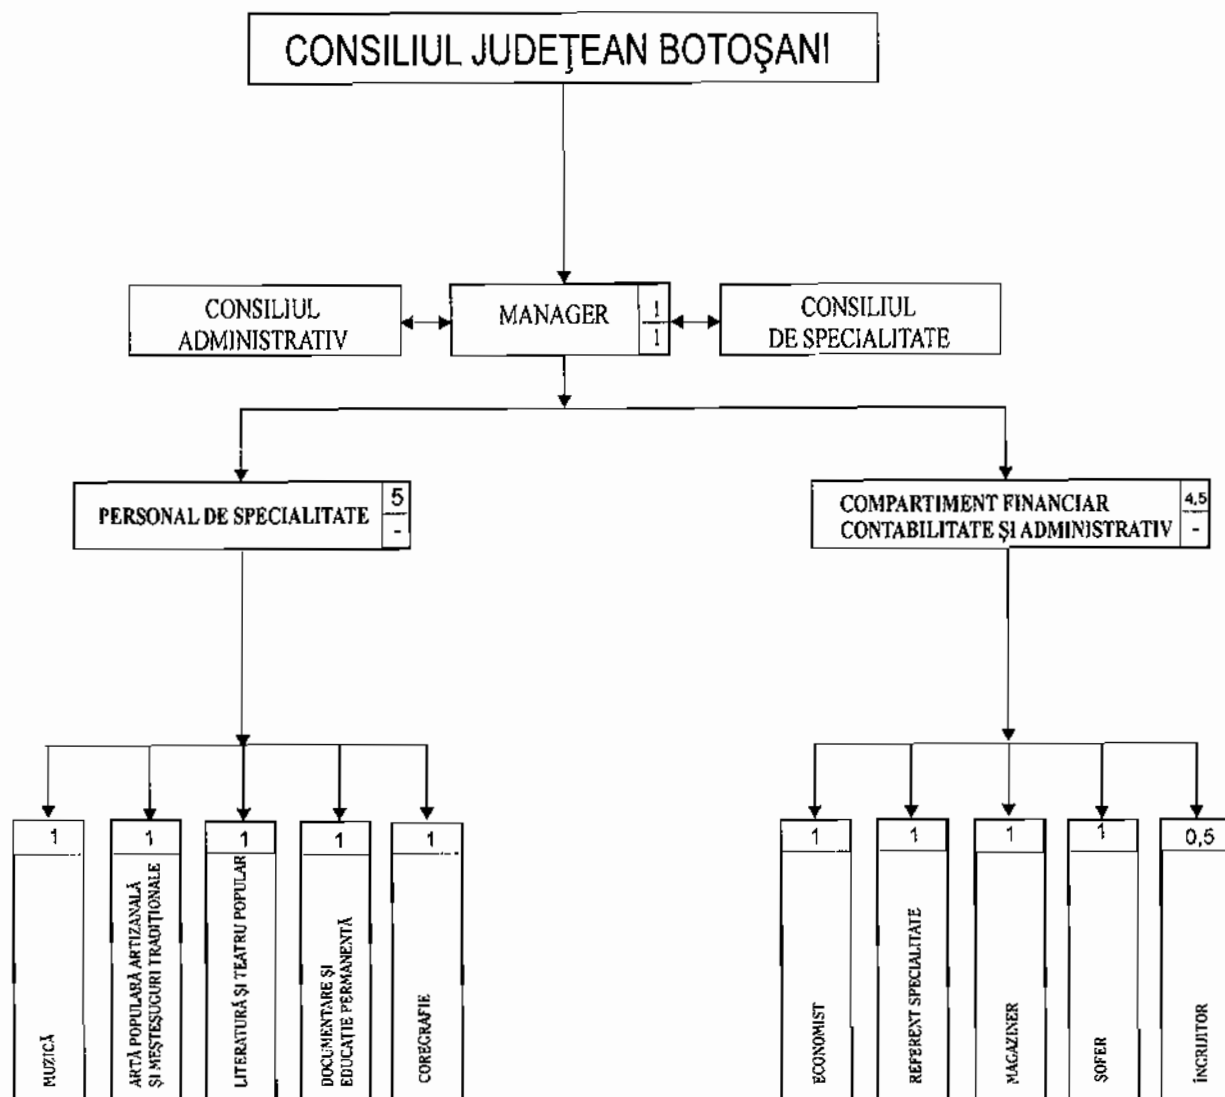 CONSILIUL JUDEŢEAN BOTOŞANI
CONSILIUL
ADMINISTRATIV
MANAGER
1
1
CONSILIUL
DE SPECIALITATE
PERSONAL DE SPECIALITATE
5
-
COMPARTIMENT FINANCIAR
CONTABILITATE ŞI ADMINISTRATIV
4,5
-
1
MUZICĂ
1
ARTĂ POPULARĂ ARTIZANALĂ
ŞI MEŞTEŞUGURI TRADIŢIONALE
1
LITERATURĂ ŞI TEATRU POPULAR
1
DOCUMENTARE ŞI
EDUCAŢIE PERMANENTĂ
1
COREGRAFIE
1
ECONOMIST
1
REFERENT SPECIALITATE
1
MAGAZINER
1
ŞOFER
0,5
ÎNGRIJITOR